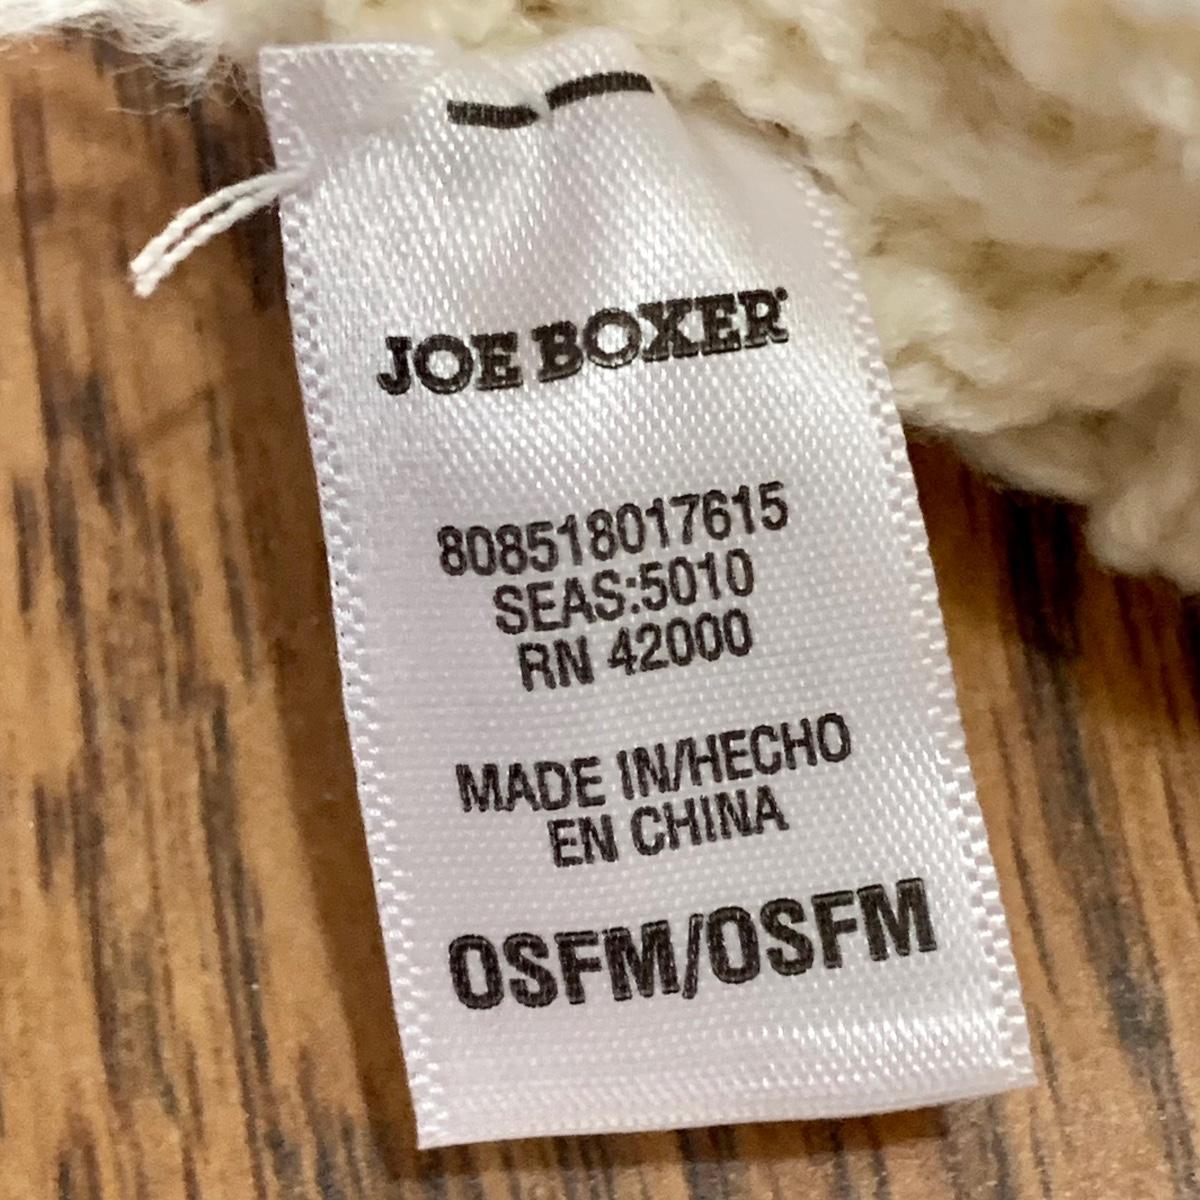 JOE BOXER
808518017615
SEAS:5010
RN 42000
MADE IN/HECHO
EN CHINA
OSFM/OSFM